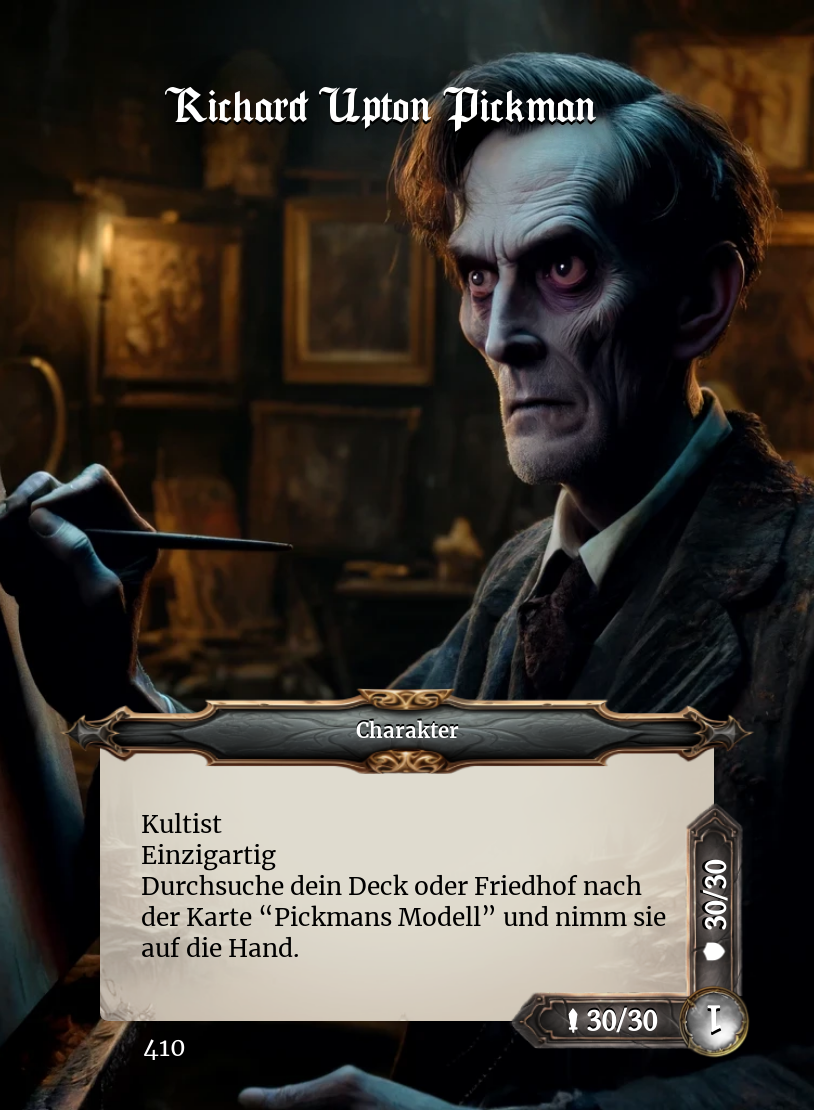 Richard Upton Pickman
Charakter
Kultist
Einzigartig
Durchsuche dein Deck oder Friedhof nach
der Karte “Pickmans Modell” und nimm sie
auf die Hand.
30/30
30/30
1
410